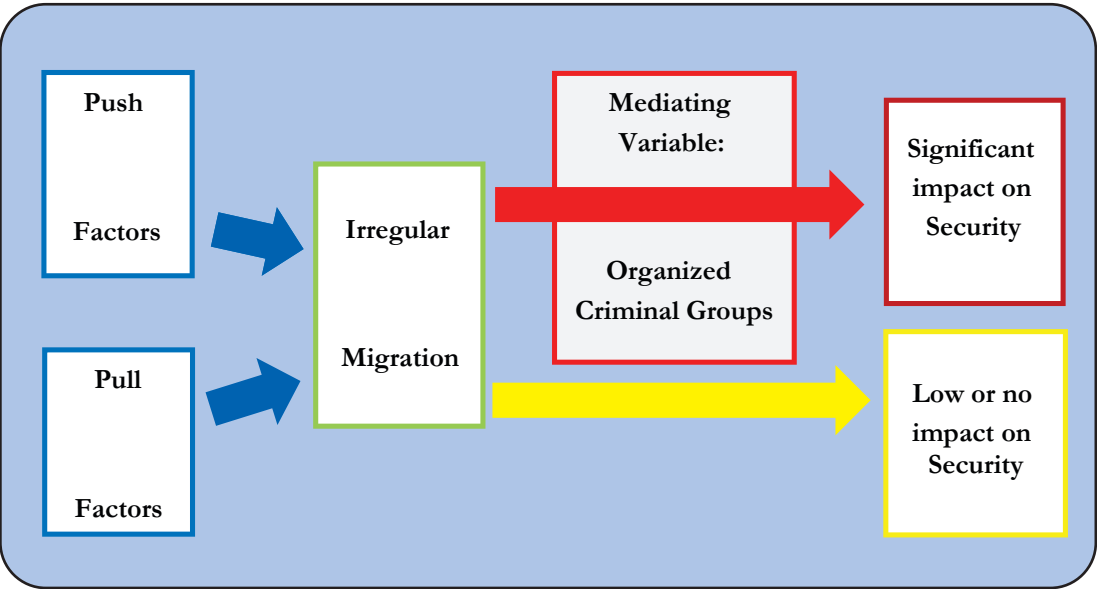 Push
Factors
Pull
Factors
Irregular
Migration
Mediating
Variable:
Organized
Criminal Groups
Significant
impact on
Security
Low or no
impact on
Security